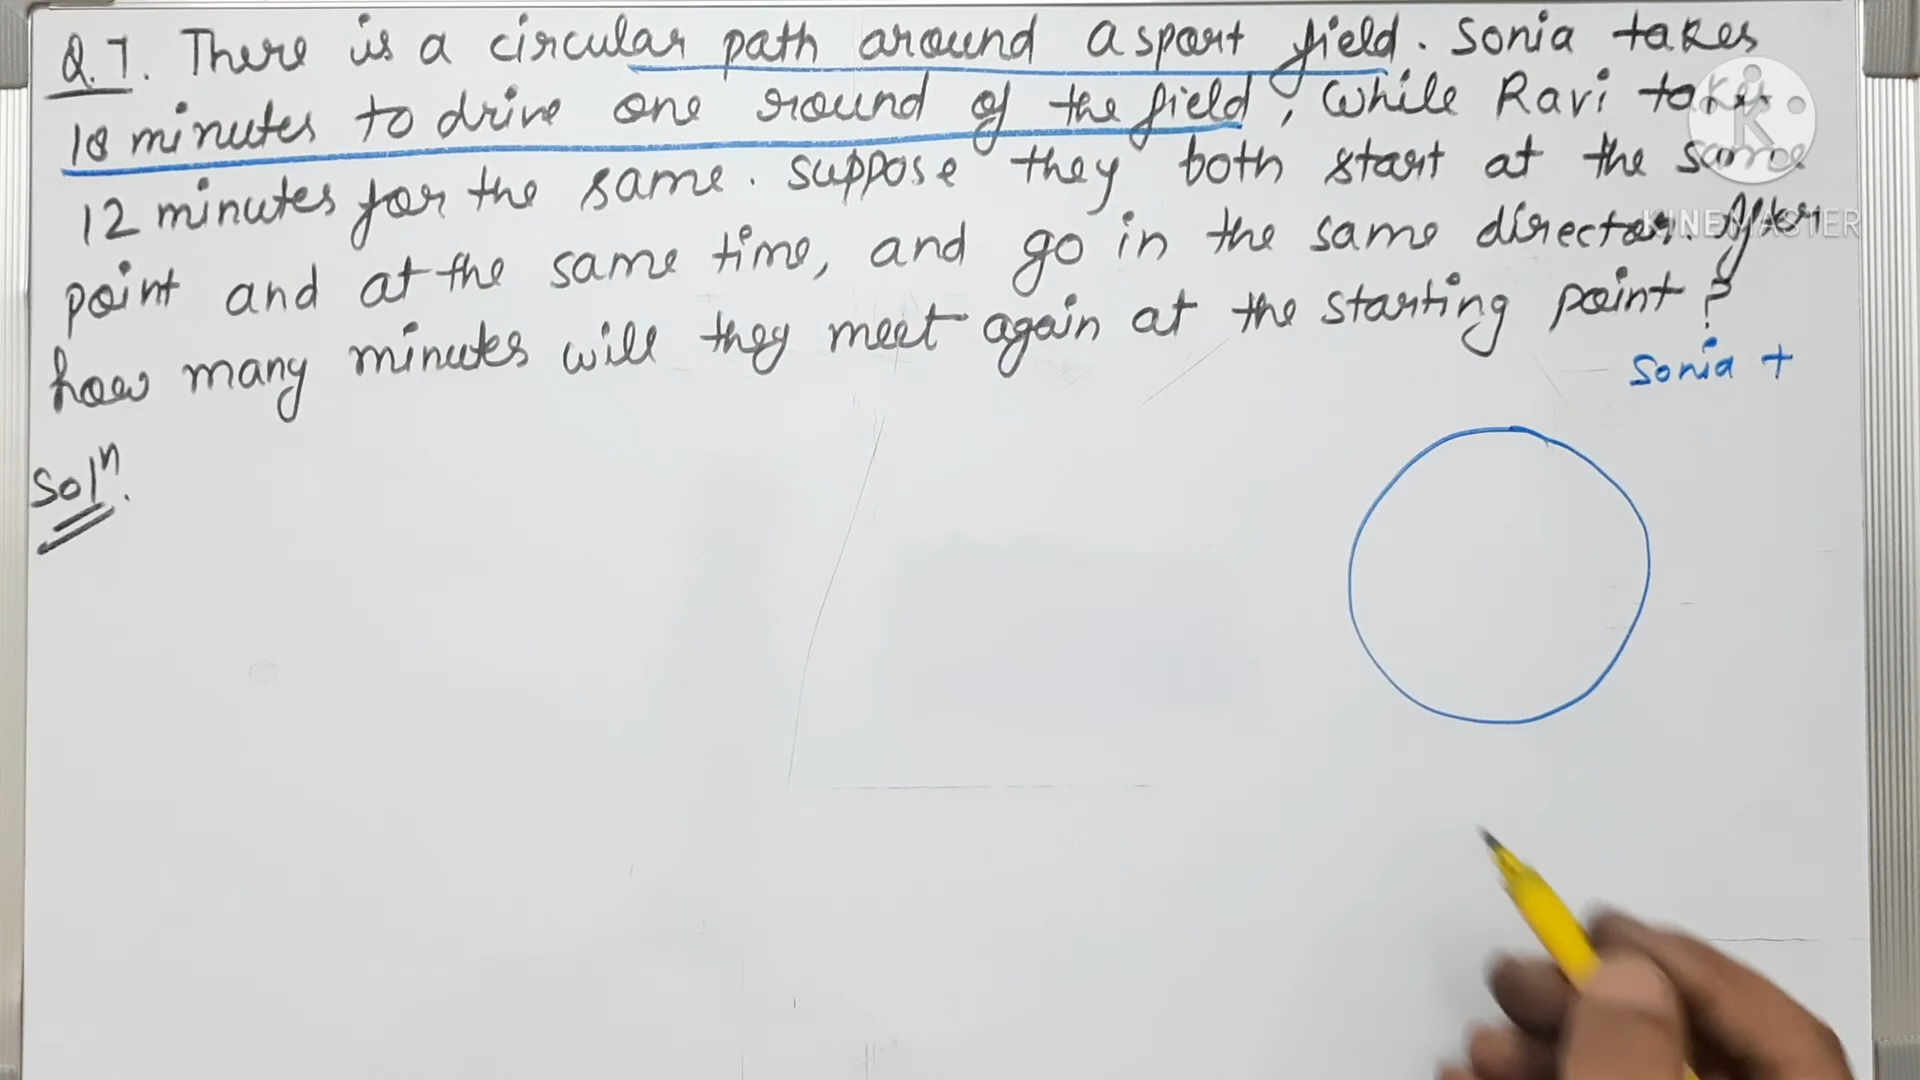 Q.7. There is a circular path around a sport field. Sonia takes
18 minutes to drive one round of the field, while Ravi takes
12 minutes for the same. suppose they both start at the same
point and at the same time, and go in the same direction. After
how many minutes will they meet again at the starting point?
Sonia +
Solⁿ.
K
KINEMASTER